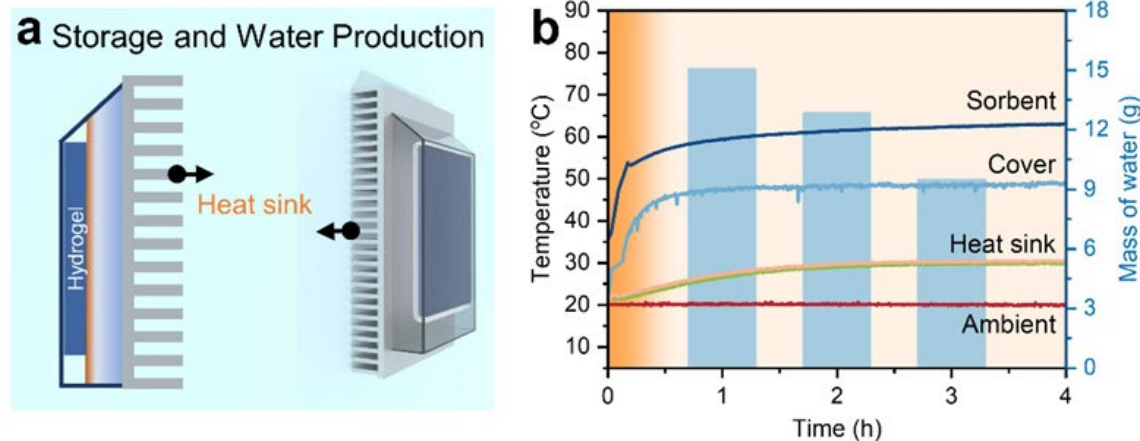 a Storage and Water Production
Hydrogel
Heat sink
b
Temperature (ºC)
90
80
70
60
50
40
30
20
10
Sorbent
Cover
Heat sink
Ambient
18
15
12
9
6
3
0
Mass of water (g)
0 1 2 3 4
Time (h)